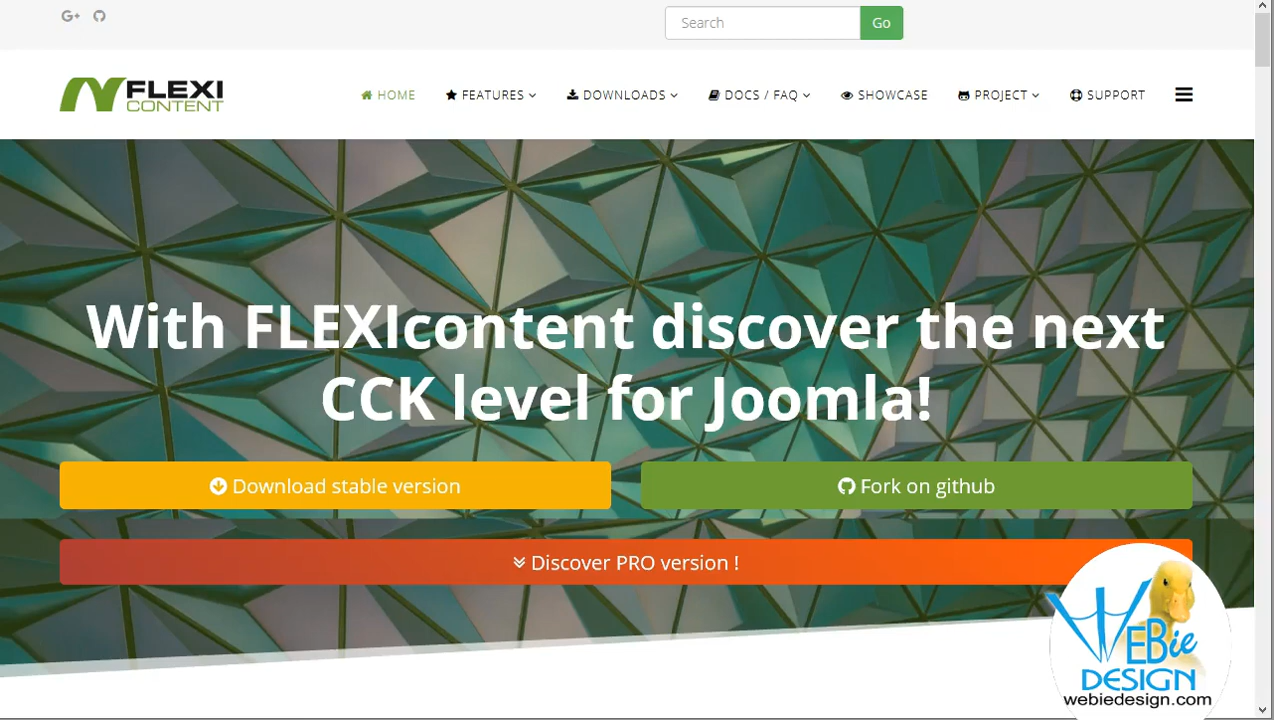 G+
Search
Go
FLEXI
CONTENT
HOME
FEATURES
DOWNLOADS
DOCS / FAQ
SHOWCASE
PROJECT
SUPPORT
With FLEXIcontent discover the next
CCK level for Joomla!
Download stable version
Fork on github
Discover PRO version !
WEBie
DESIGN
webiedesign.com